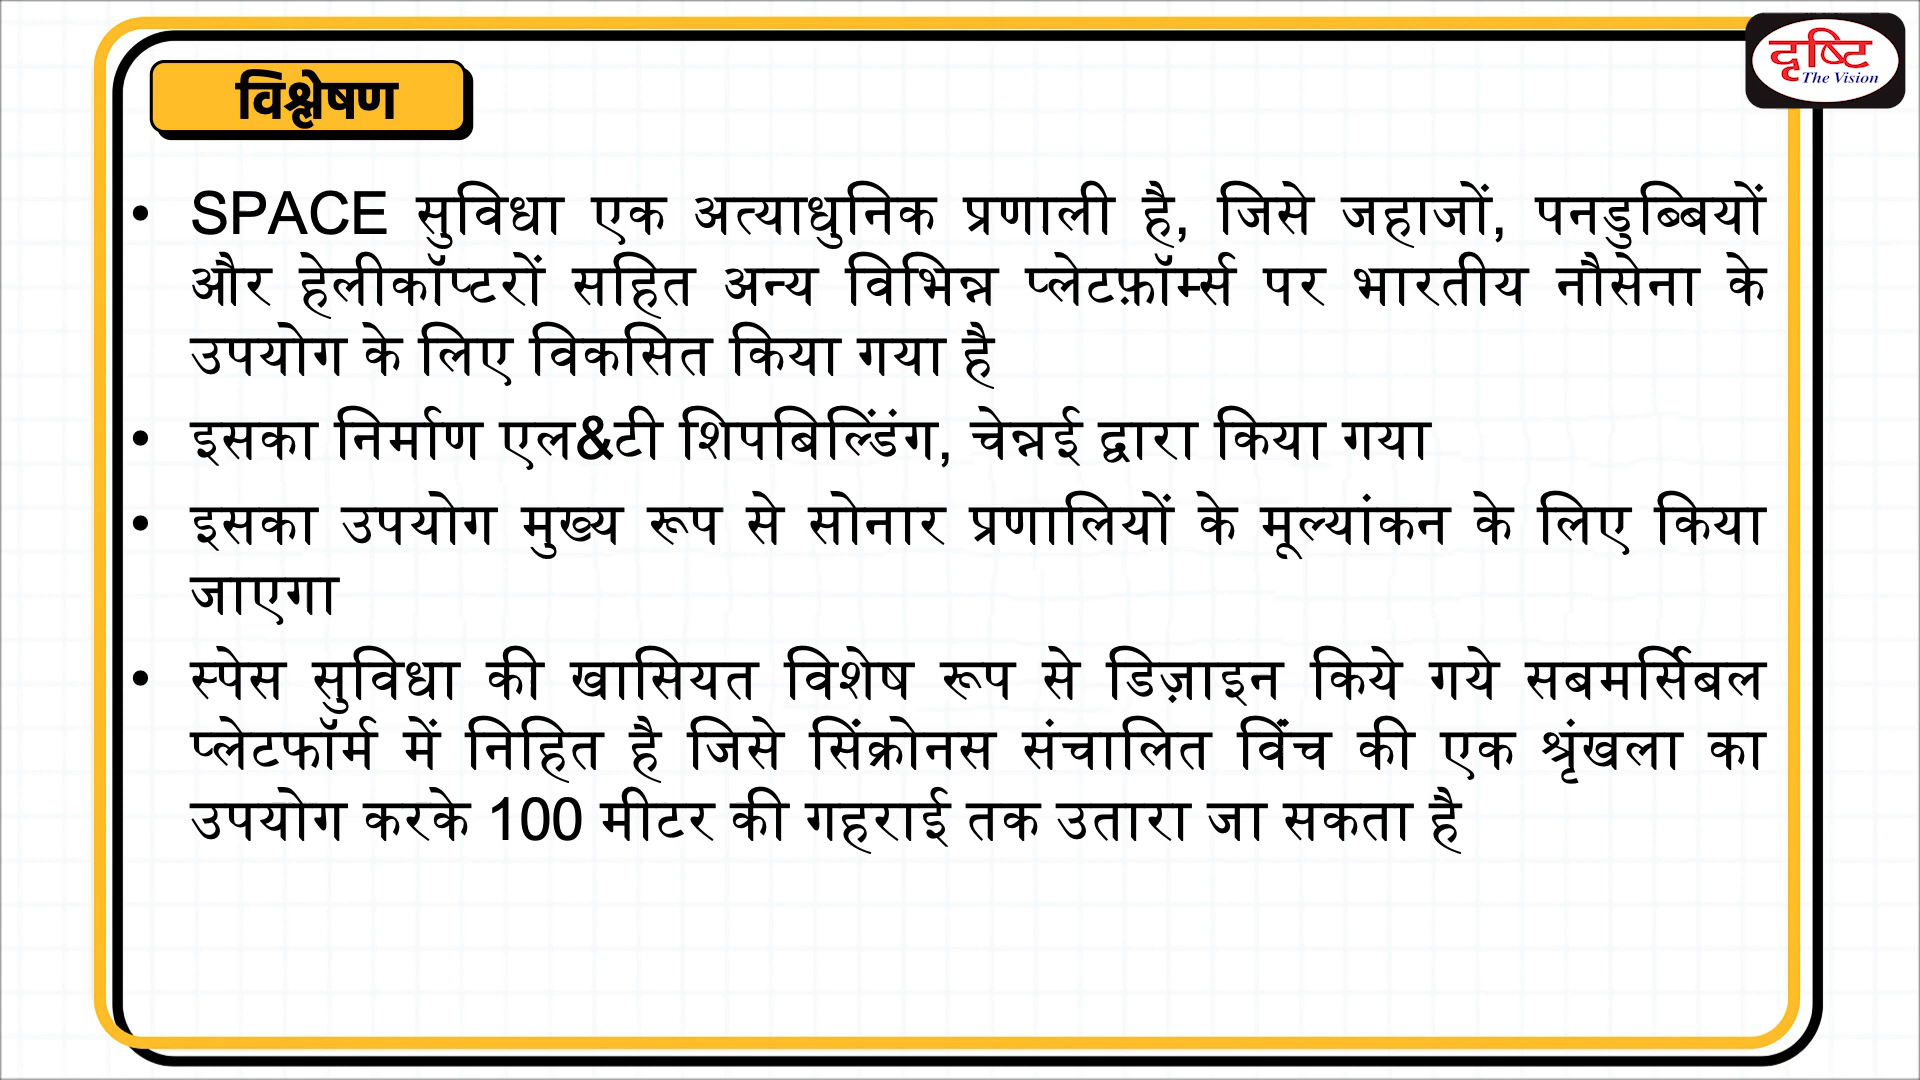 दृष्टि
The Vision
विश्लेषण
• SPACE सुविधा एक अत्याधुनिक प्रणाली है, जिसे जहाजों, पनडुब्बियों
और हेलीकॉप्टरों सहित अन्य विभिन्न प्लेटफ़ॉर्म्स पर भारतीय नौसेना के
उपयोग के लिए विकसित किया गया है
• इसका निर्माण एल&टी शिपबिल्डिंग, चेन्नई द्वारा किया गया
• इसका उपयोग मुख्य रूप से सोनार प्रणालियों के मूल्यांकन के लिए किया
जाएगा
• स्पेस सुविधा की खासियत विशेष रूप से डिज़ाइन किये गये सबमर्सिबल
प्लेटफॉर्म में निहित है जिसे सिंक्रोनस संचालित विंच की एक श्रृंखला का
उपयोग करके 100 मीटर की गहराई तक उतारा जा सकता है